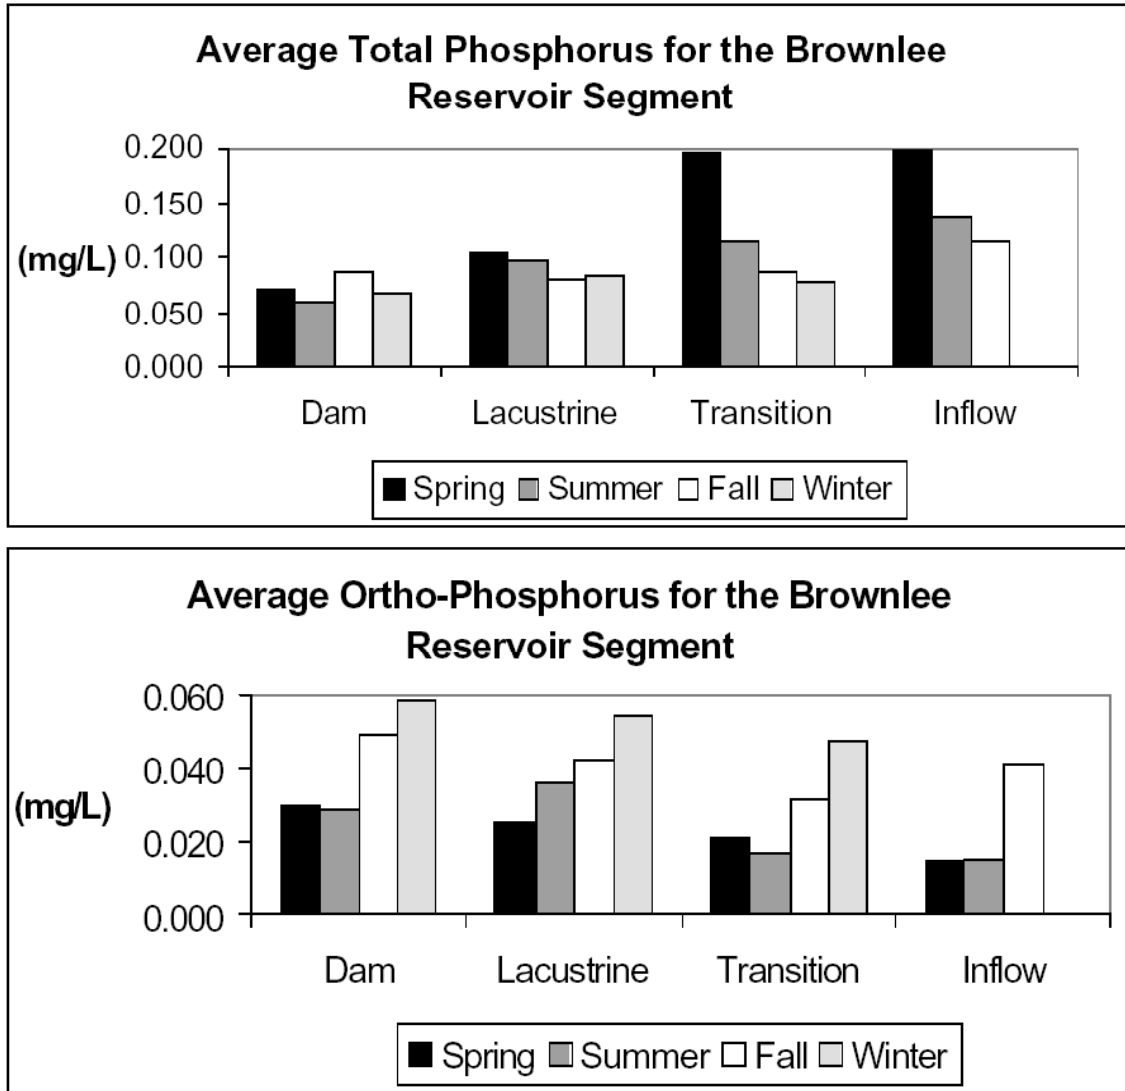 Average Total Phosphorus for the Brownlee
Reservoir Segment
0.200
0.150
0.100
0.050
0.000
(mg/L)
Dam Lacustrine Transition Inflow
Spring Summer Fall Winter
Average Ortho-Phosphorus for the Brownlee
Reservoir Segment
0.060
0.040
0.020
0.000
(mg/L)
Dam Lacustrine Transition Inflow
Spring Summer Fall Winter